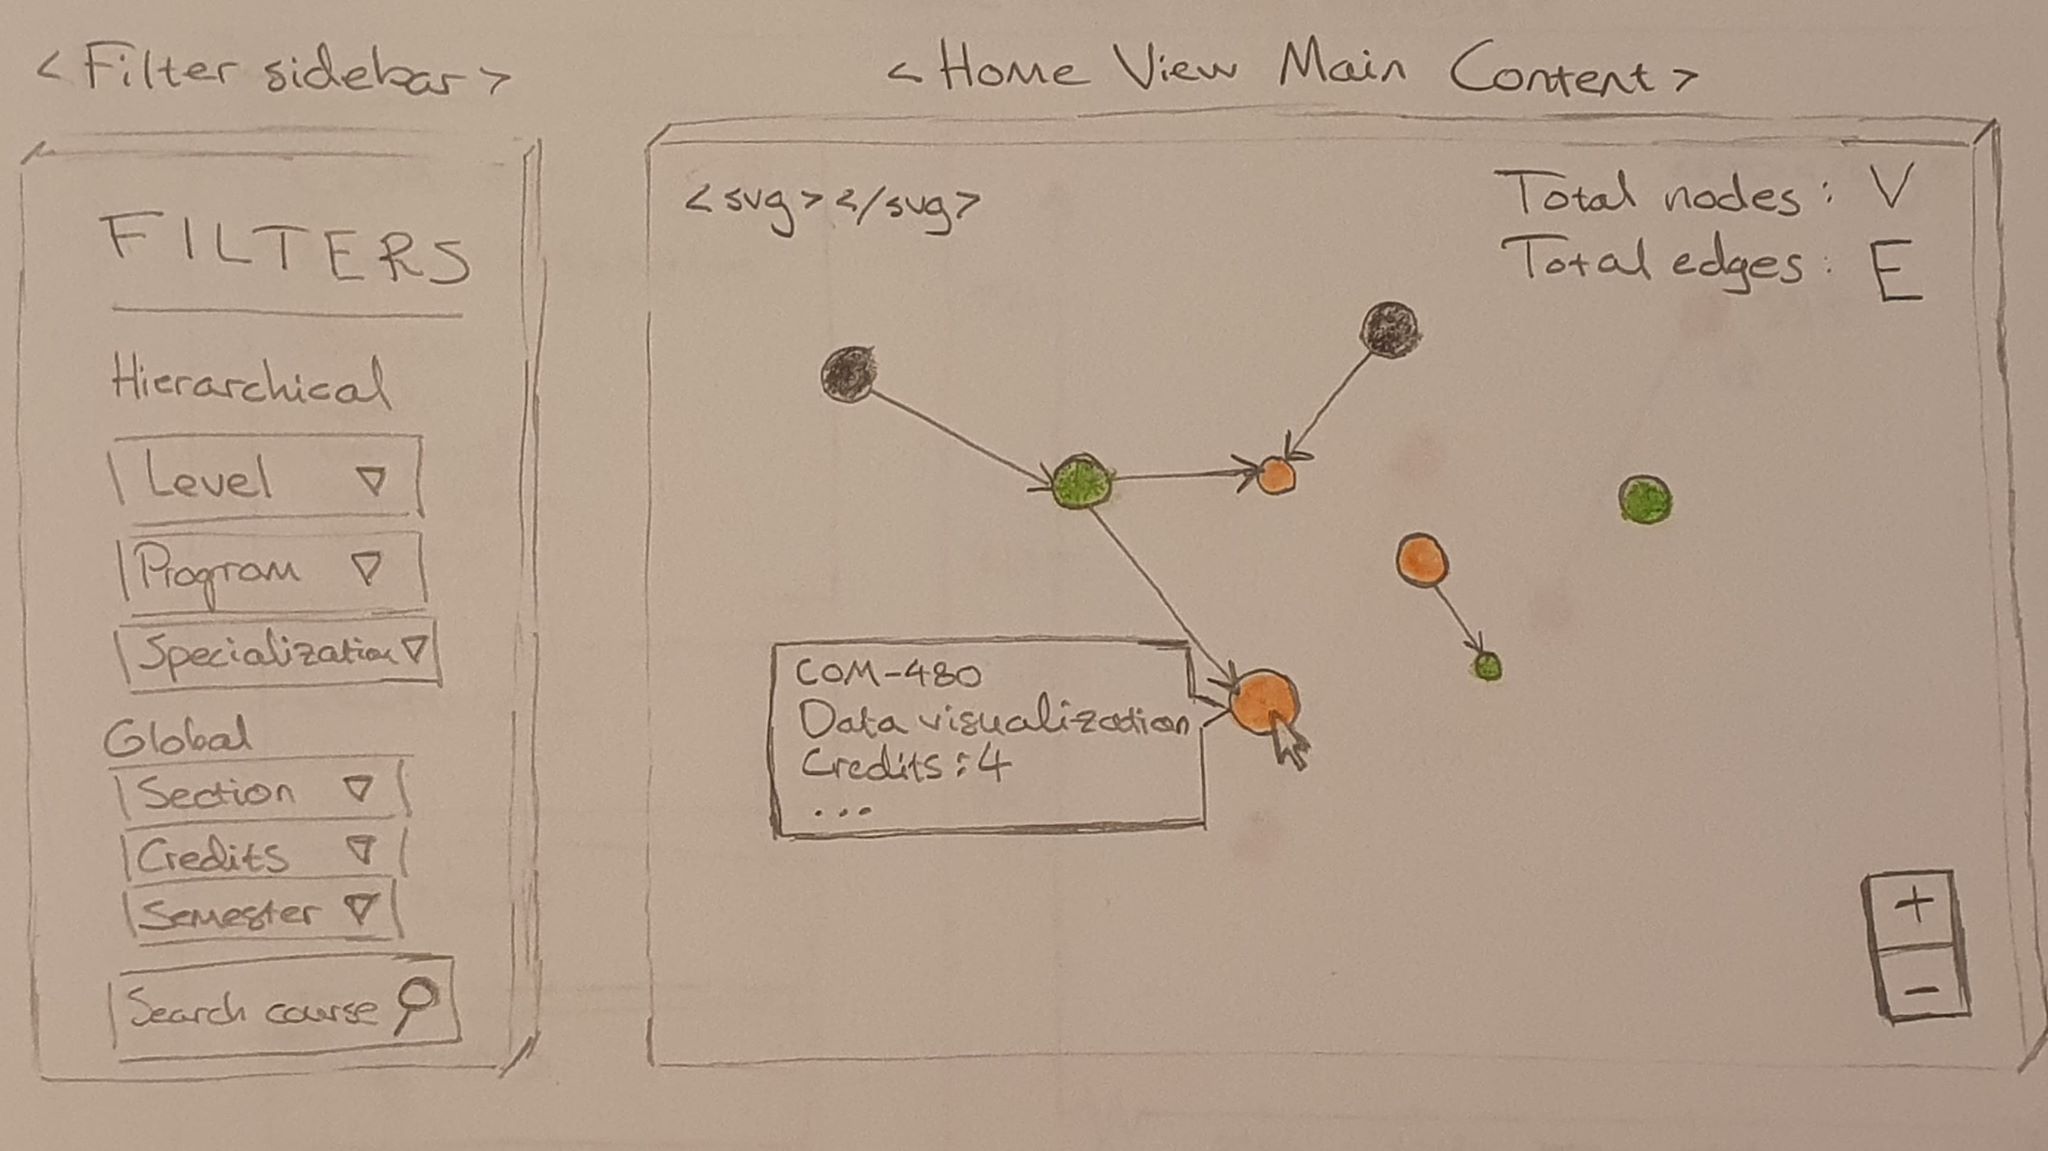 <Filter sidebar>
FILTERS
Hierarchical
Level
Program
Specialization
Global
Section
Credits
Semester
Search course
<Home View Main Content>
<svg></svg>
Total nodes: V
Total edges: E
COM-480
Data visualization
Credits: 4
...
+
-